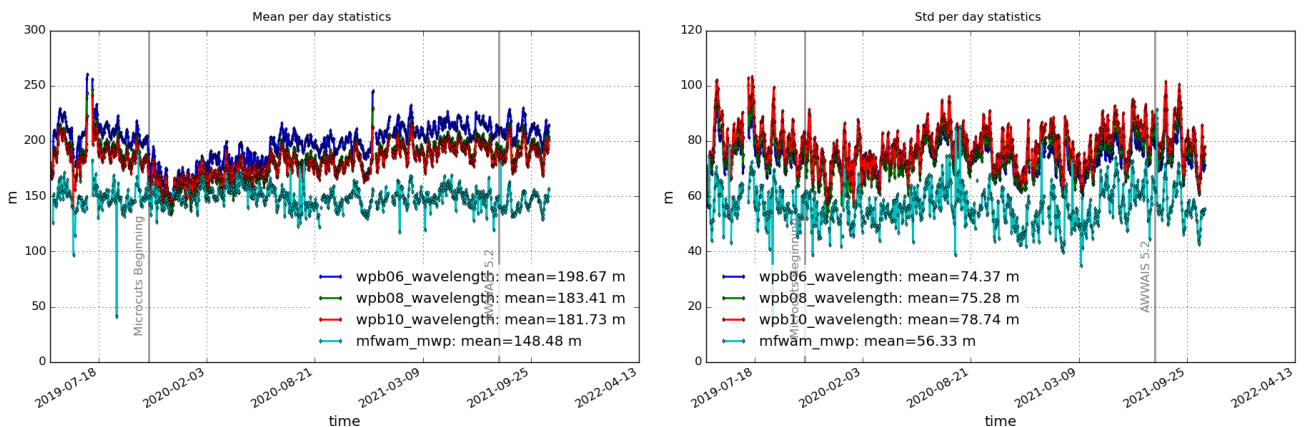 Mean per day statistics
300
250
200
150
100
50
0
m
Microcuts Beginning
AWWAIS 5.2
wpb06_wavelength: mean=198.67 m
wpb08_wavelength: mean=183.41 m
wpb10_wavelength: mean=181.73 m
mfwam_mwp: mean=148.48 m
2019-07-18
2020-02-03
2020-08-21
2021-03-09
2021-09-25
2022-04-13
time
Std per day statistics
120
100
80
60
40
20
0
m
Microcuts Beginning
AWWAIS 5.2
wpb06_wavelength: mean=74.37 m
wpb08_wavelength: mean=75.28 m
wpb10_wavelength: mean=78.74 m
mfwam_mwp: mean=56.33 m
2019-07-18
2020-02-03
2020-08-21
2021-03-09
2021-09-25
2022-04-13
time